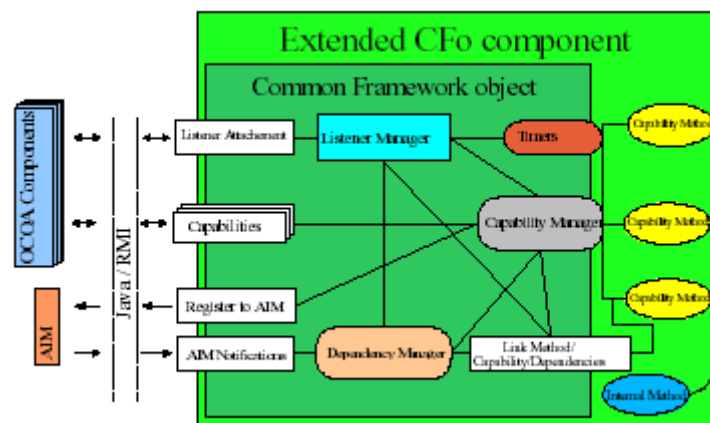 Extended CFo component
Common Framework object
OCOA Components
Java / RMI
AIM
Listener Attachement
Listener Manager
Timers
Capability Method
Capabilities
Capability Manager
Capability Method
Register to AIM
Capability Method
AIM Notifications
Dependency Manager
Link Method/
Capability/Dependencies
Internal Method